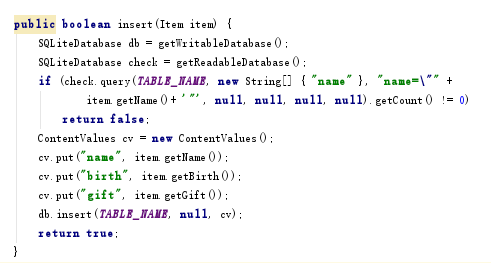 public boolean insert(Item item) {
    SQLiteDatabase db = getWritableDatabase();
    SQLiteDatabase check = getReadableDatabase();
    if (check.query(TABLE_NAME, new String[] { "name" }, "name=\"" +
            item.getName()+ '"', null, null, null, null).getCount() != 0)
        return false;
    ContentValues cv = new ContentValues();
    cv.put("name", item.getName());
    cv.put("birth", item.getBirth());
    cv.put("gift", item.getGift());
    db.insert(TABLE_NAME, null, cv);
    return true;
}